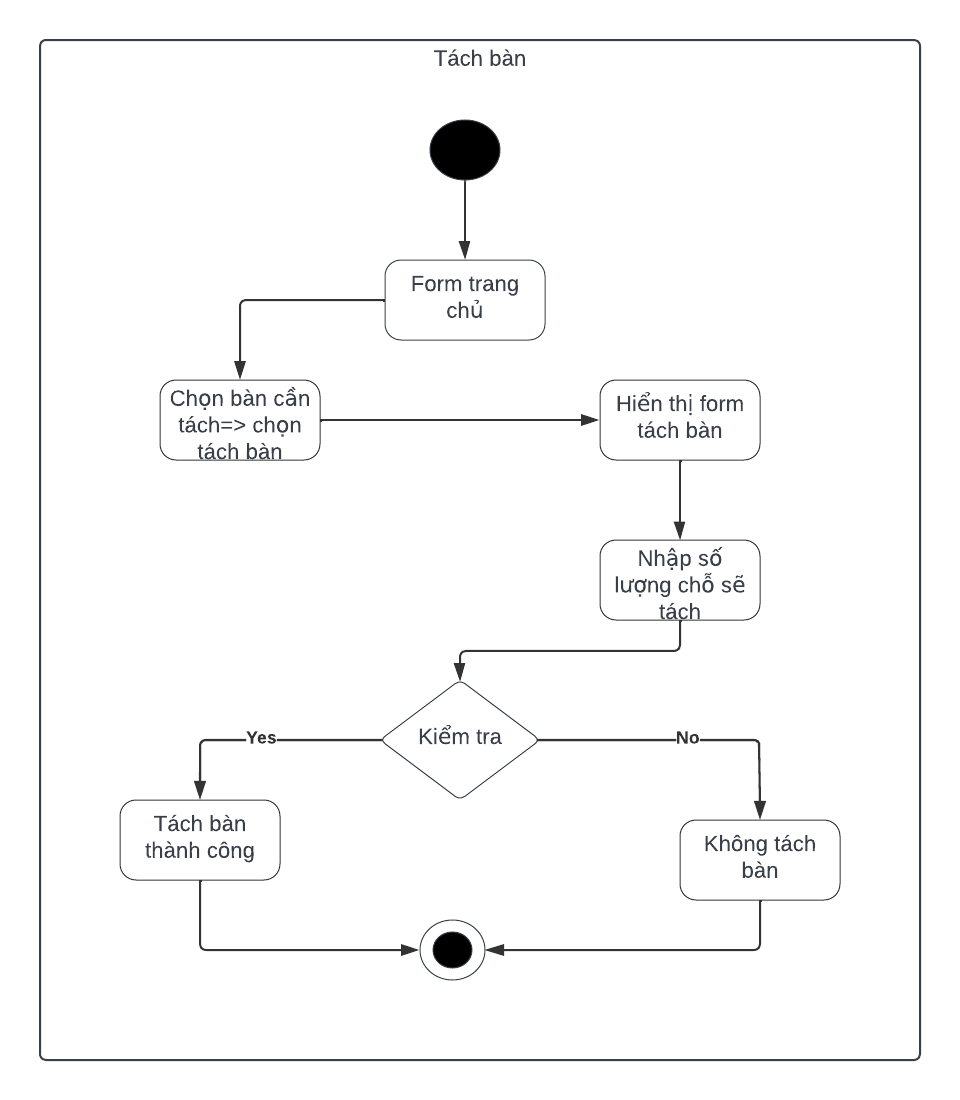 Tách bàn
Form trang
chủ
Chọn bàn cần
tách=> chọn
tách bàn
Hiển thị form
tách bàn
Nhập số
lượng chỗ sẽ
tách
Kiểm tra
Yes
No
Tách bàn
thành công
Không tách
bàn